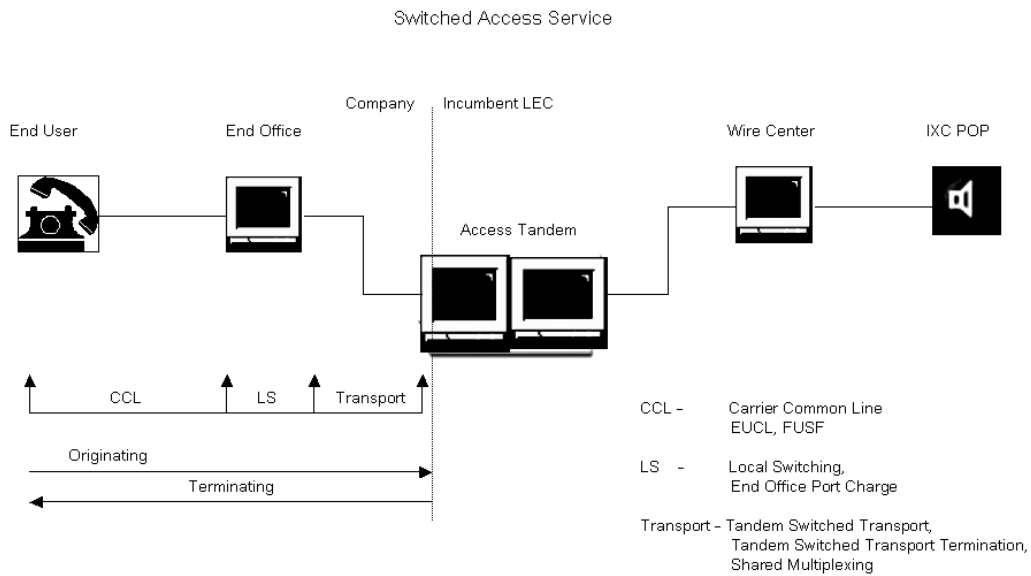 Switched Access Service
Company
Incumbent LEC
End User
End Office
Wire Center
IXC POP
Access Tandem
CCL
LS
Transport
Originating
Terminating
CCL - Carrier Common Line
EUCL, FUSF
LS - Local Switching,
End Office Port Charge
Transport - Tandem Switched Transport,
Tandem Switched Transport Termination,
Shared Multiplexing